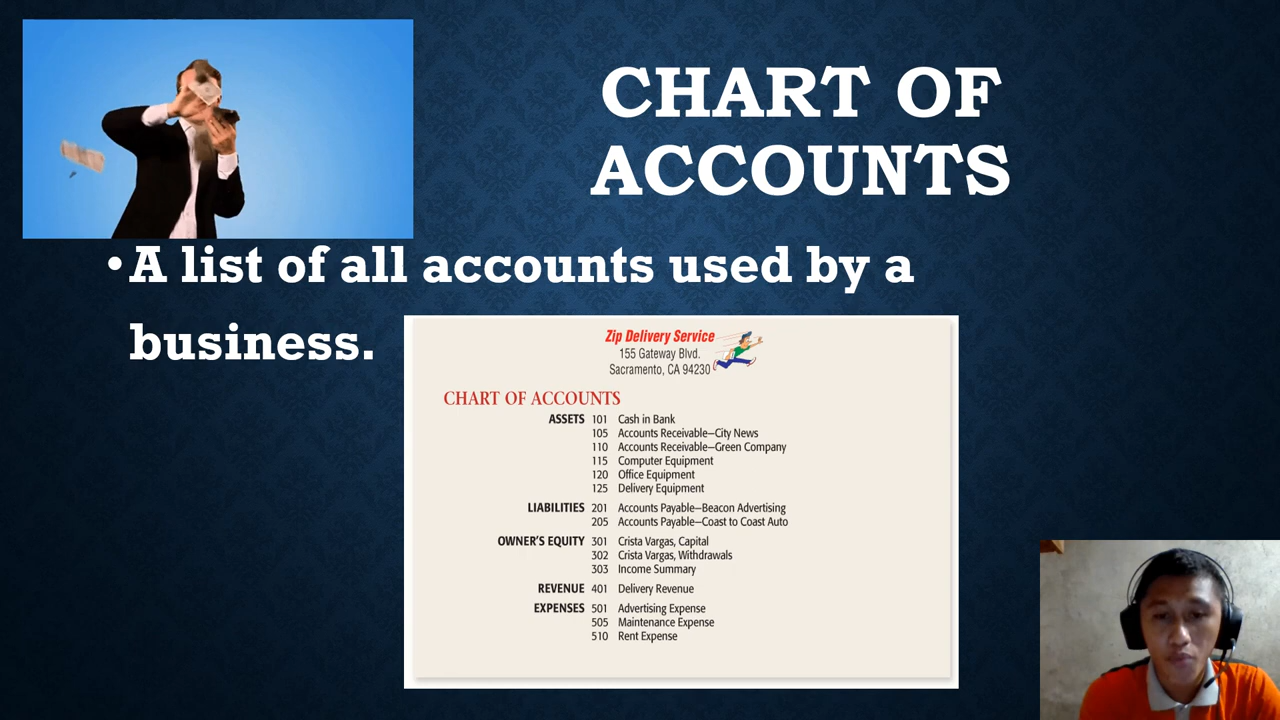 CHART OF
ACCOUNTS
•A list of all accounts used by a
business.
Zip Delivery Service
155 Gateway Blvd.
Sacramento, CA 94230
CHART OF ACCOUNTS
ASSETS 101 Cash in Bank
105 Accounts Receivable—City News
110 Accounts Receivable—Green Company
115 Computer Equipment
120 Office Equipment
125 Delivery Equipment
LIABILITIES 201 Accounts Payable—Beacon Advertising
205 Accounts Payable—Coast to Coast Auto
OWNER'S EQUITY 301 Crista Vargas, Capital
302 Crista Vargas, Withdrawals
303 Income Summary
REVENUE 401 Delivery Revenue
EXPENSES 501 Advertising Expense
505 Maintenance Expense
510 Rent Expense